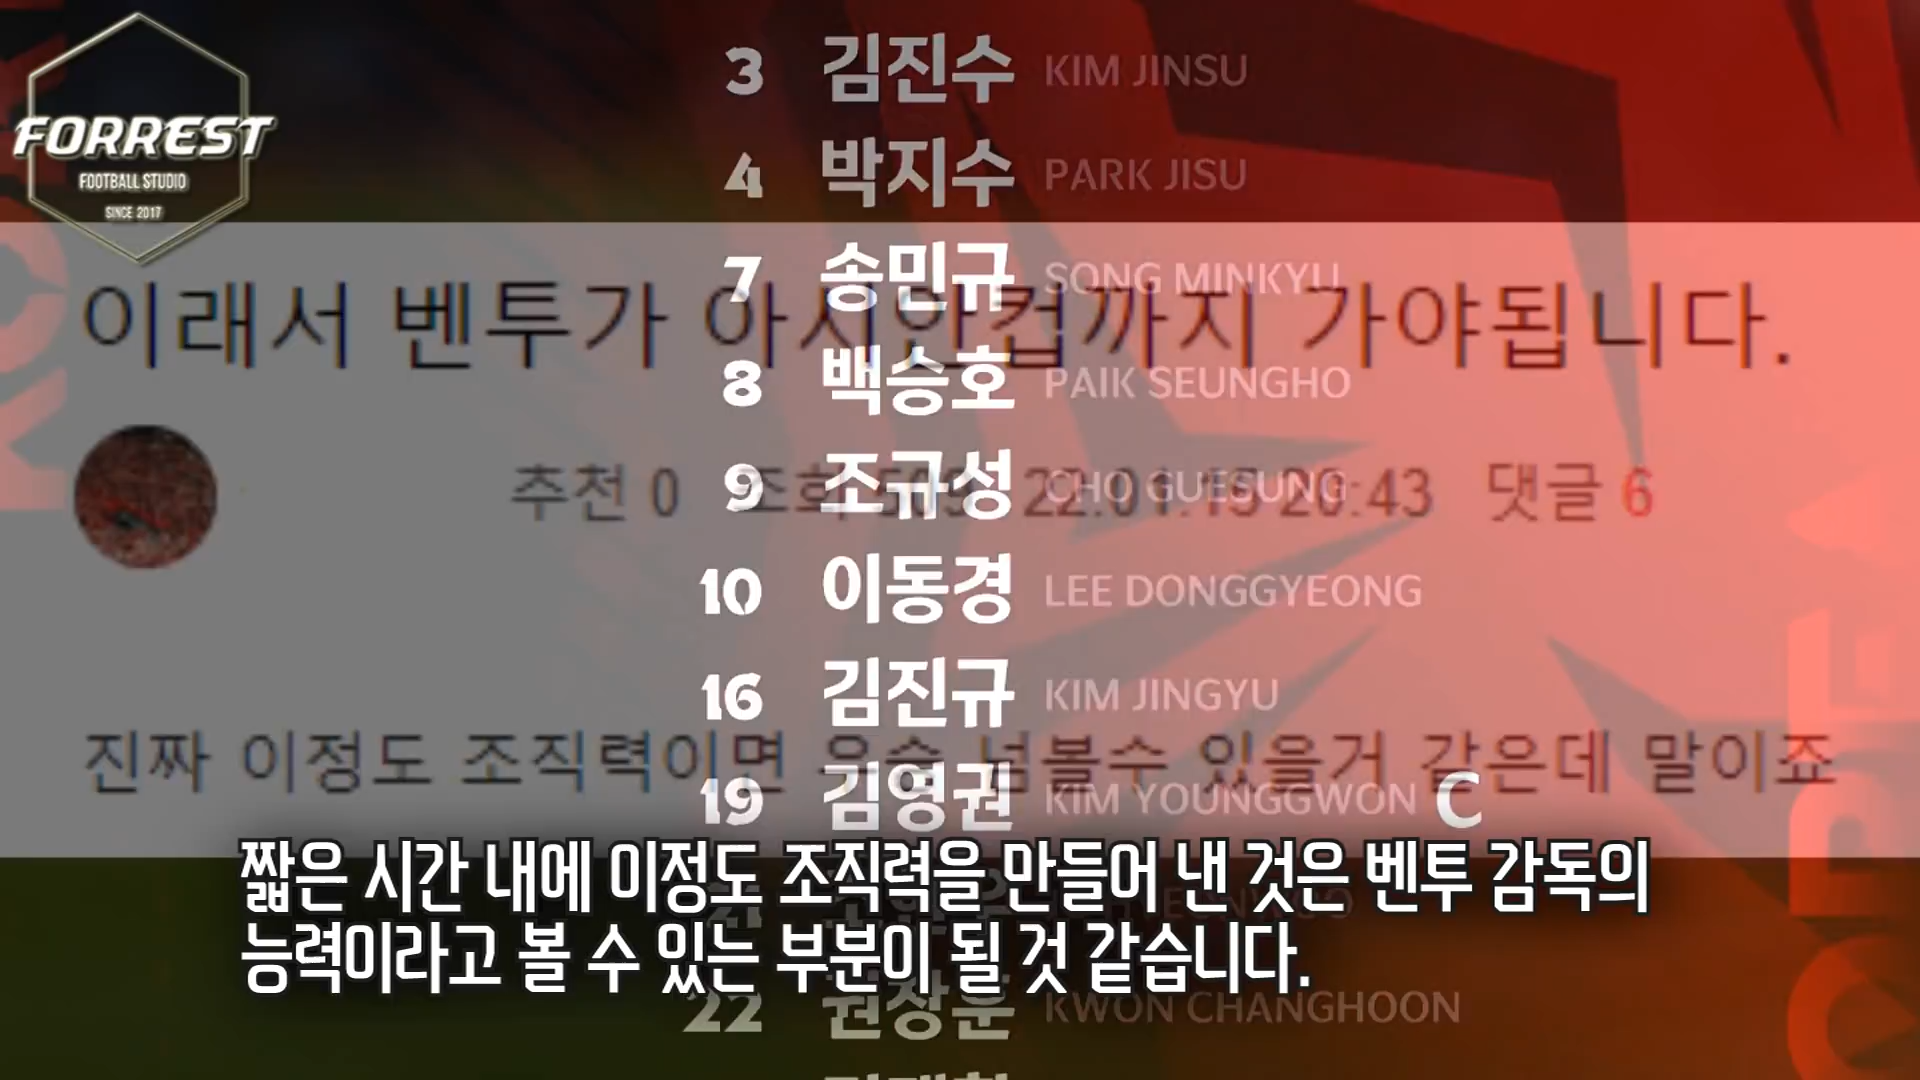 FORREST
FOOTBALL STUDIO
SINCE 2017
3 김진수 KIM JINSU
4 박지수 PARK JISU
7 송민규 SONG MINKYU
이래서 벤투가 아시안컵까지 가야됩니다.
8 백승호 PAIK SEUNGHO
9 조규성 CHO GUESUNG
추천 0 조회 509 22.01.15 20:43 댓글 6
10 이동경 LEE DONGGYEONG
16 김진규 KIM JINGYU
진짜 이정도 조직력이면 우승 넘볼수 있을거 같은데 말이죠
19 김영권 KIM YOUNGGWON C
짧은 시간 내에 이정도 조직력을 만들어 낸 것은 벤투 감독의
능력이라고 볼 수 있는 부분이 될 것 같습니다.
22 권창훈 KWON CHANGHOON